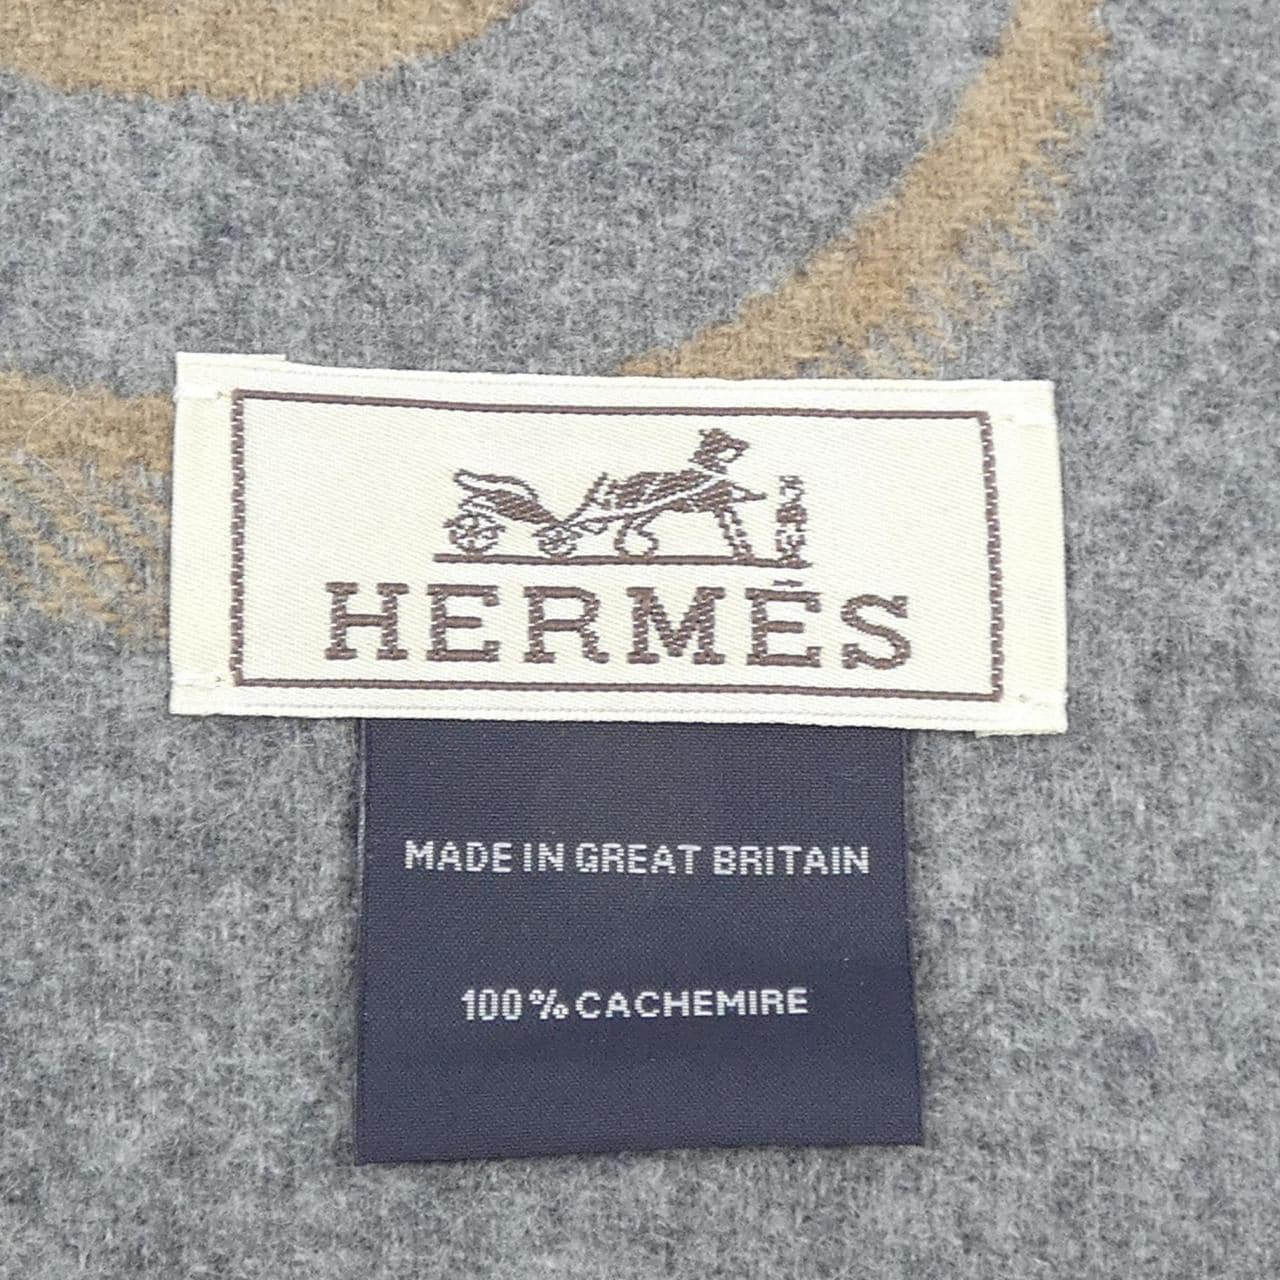 HERMÈS
MADE IN GREAT BRITAIN
100% CACHEMIRE